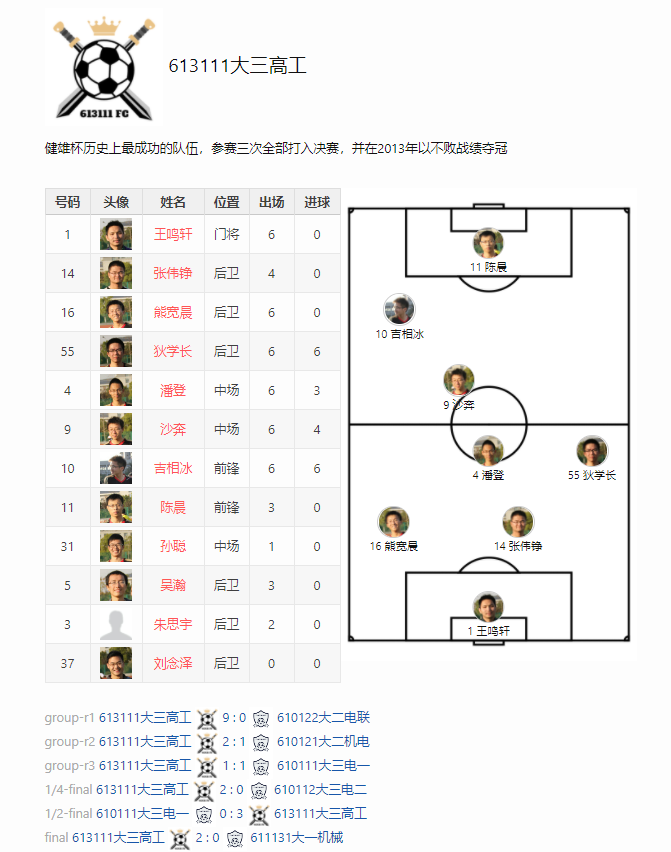 613111 FC
613111大三高工
健雄杯历史上最成功的队伍，参赛三次全部打入决赛，并在2013年以不败战绩夺冠
号码 头像 姓名 位置 出场 进球
1 王鸣轩 门将 6 0
14 张伟铮 后卫 4 0
16 熊宽晨 后卫 6 0
55 狄学长 后卫 6 6
4 潘登 中场 6 3
9 沙奔 中场 6 4
10 吉相冰 前锋 6 6
11 陈晨 前锋 3 0
31 孙聪 中场 1 0
5 吴瀚 后卫 3 0
3 朱思宇 后卫 2 0
37 刘念泽 后卫 0 0
11 陈晨
10 吉相冰
9 沙奔
4 潘登
55 狄学长
16 熊宽晨
14 张伟铮
1 王鸣轩
group-r1 613111大三高工 9 : 0 610122大二电联
group-r2 613111大三高工 2 : 1 610121大二机电
group-r3 613111大三高工 1 : 1 610111大三电一
1/4-final 613111大三高工 2 : 0 610112大三电二
1/2-final 610111大三电一 0 : 3 613111大三高工
final 613111大三高工 2 : 0 611131大一机械